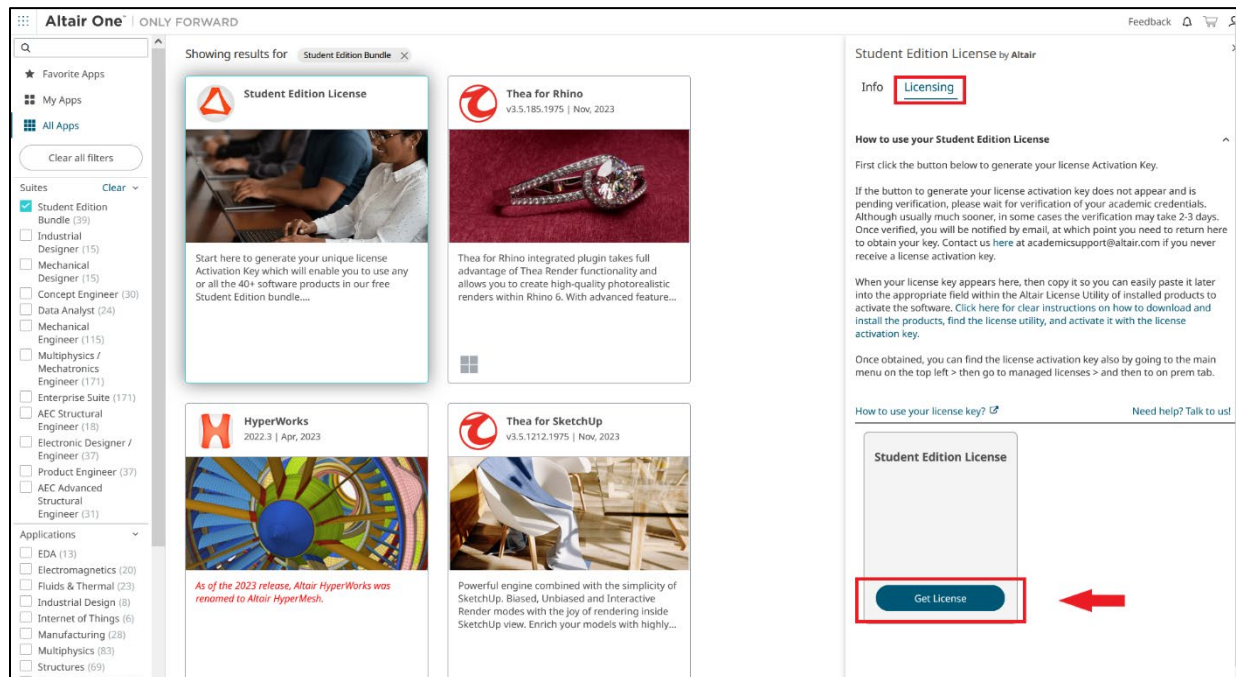 Altair One™ | ONLY FORWARD
Feedback
Favorite Apps
My Apps
All Apps
Clear all filters
Suites Clear
Student Edition
Bundle (39)
Industrial
Designer (15)
Mechanical
Designer (15)
Concept Engineer (30)
Data Analyst (24)
Mechanical
Engineer (115)
Multiphysics /
Mechatronics
Engineer (171)
Enterprise Suite (171)
AEC Structural
Engineer (18)
Electronic Designer /
Engineer (37)
Product Engineer (37)
AEC Advanced
Structural
Engineer (31)
Applications
EDA (13)
Electromagnetics (20)
Fluids & Thermal (23)
Industrial Design (8)
Internet of Things (6)
Manufacturing (28)
Multiphysics (83)
Structures (69)
Showing results for Student Edition Bundle
Student Edition License
Start here to generate your unique license
Activation Key which will enable you to use any
or all the 40+ software products in our free
Student Edition bundle....
Thea for Rhino
v3.5.185.1975 | Nov, 2023
Thea for Rhino integrated plugin takes full
advantage of Thea Render functionality and
allows you to create high-quality photorealistic
renders within Rhino 6. With advanced feature...
HyperWorks
2022.3 | Apr, 2023
As of the 2023 release, Altair HyperWorks was
renamed to Altair HyperMesh.
Thea for SketchUp
v3.5.1212.1975 | Nov, 2023
Powerful engine combined with the simplicity of
SketchUp. Biased, Unbiased and Interactive
Render modes with the joy of rendering inside
SketchUp view. Enrich your models with highly...
Student Edition License by Altair
Info Licensing
How to use your Student Edition License
First click the button below to generate your license Activation Key.
If the button to generate your license activation key does not appear and is
pending verification, please wait for verification of your academic credentials.
Although usually much sooner, in some cases the verification may take 2-3 days.
Once verified, you will be notified by email, at which point you need to return here
to obtain your key. Contact us here at academicsupport@altair.com if you never
receive a license activation key.
When your license key appears here, then copy it so you can easily paste it later
into the appropriate field within the Altair License Utility of installed products to
activate the software. Click here for clear instructions on how to download and
install the products, find the license utility, and activate it with the license
activation key.
Once obtained, you can find the license activation key also by going to the main
menu on the top left > then go to managed licenses > and then to on prem tab.
How to use your license key? Need help? Talk to us!
Student Edition License
Get License